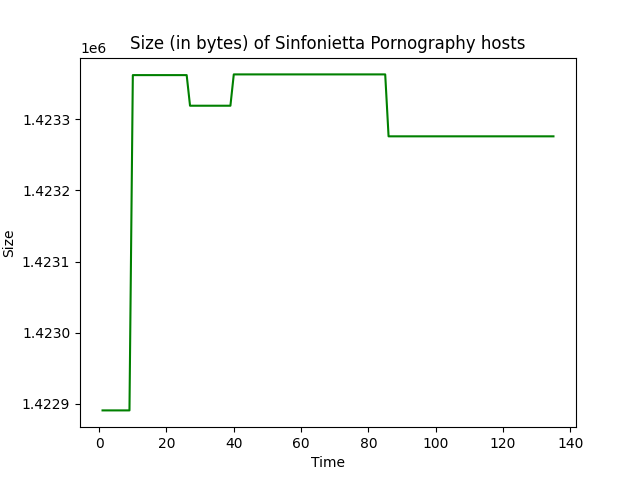 Size (in bytes) of Sinfonietta Pornography hosts
1e6
1.4233
1.4232
1.4231
1.4230
1.4229
Size
0 20 40 60 80 100 120 140
Time